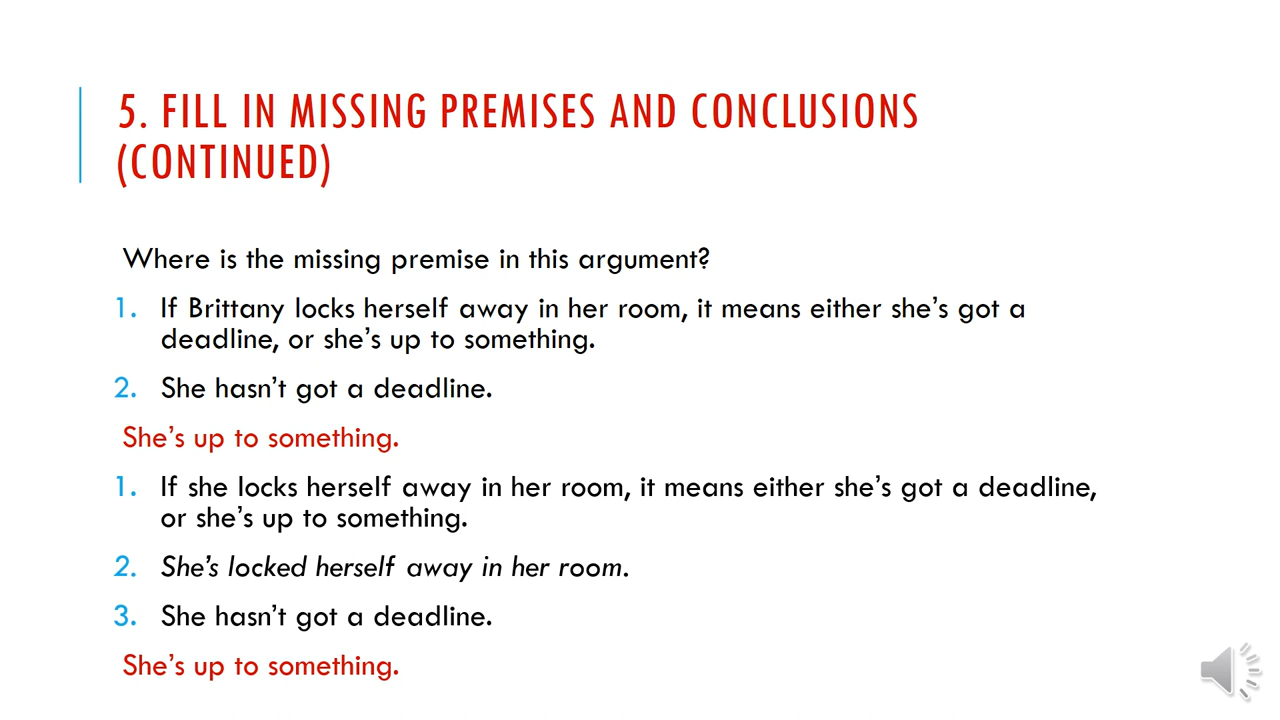 5. FILL IN MISSING PREMISES AND CONCLUSIONS
(CONTINUED)
Where is the missing premise in this argument?
1. If Brittany locks herself away in her room, it means either she’s got a
deadline, or she’s up to something.
2. She hasn’t got a deadline.
She’s up to something.
1. If she locks herself away in her room, it means either she’s got a deadline,
or she’s up to something.
2. She’s locked herself away in her room.
3. She hasn’t got a deadline.
She’s up to something.